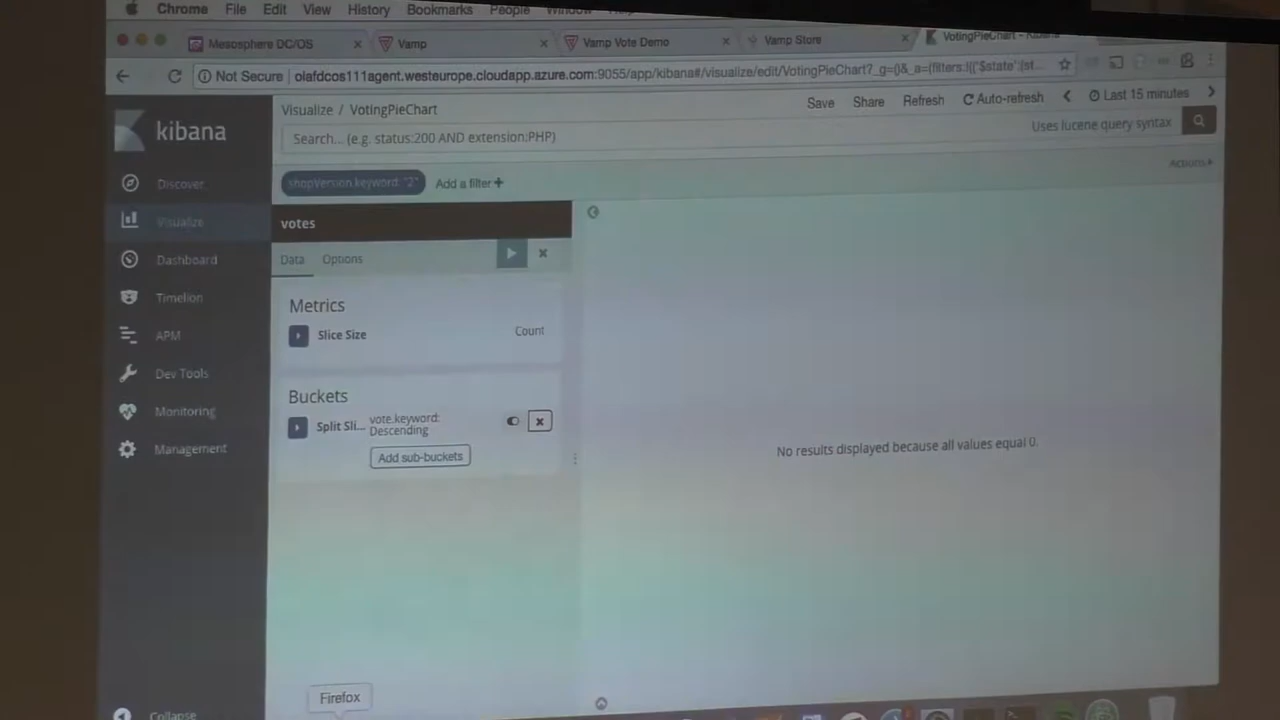 Chrome File Edit View History Bookmarks People Window
Mesosphere DC/OS
Vamp
Vamp Vote Demo
Vamp Store
VotingPieChart - Kibana
Not Secure | olafdcos111agent.westeurope.cloudapp.azure.com:9055/app/kibana#/visualize/edit/VotingPieChart?_g=()&_a=(filters:!(('$state':(st...
kibana
Visualize / VotingPieChart
Save Share Refresh Auto-refresh Last 15 minutes
Search... (e.g. status:200 AND extension:PHP)
Uses lucene query syntax
Actions
shopVersion.keyword: "2"
Add a filter +
Discover
Visualize
Dashboard
Timelion
APM
Dev Tools
Monitoring
Management
Collapse
votes
Data Options
Metrics
Slice Size Count
Buckets
Split Sli... vote.keyword:
Descending
Add sub-buckets
No results displayed because all values equal 0.
Firefox